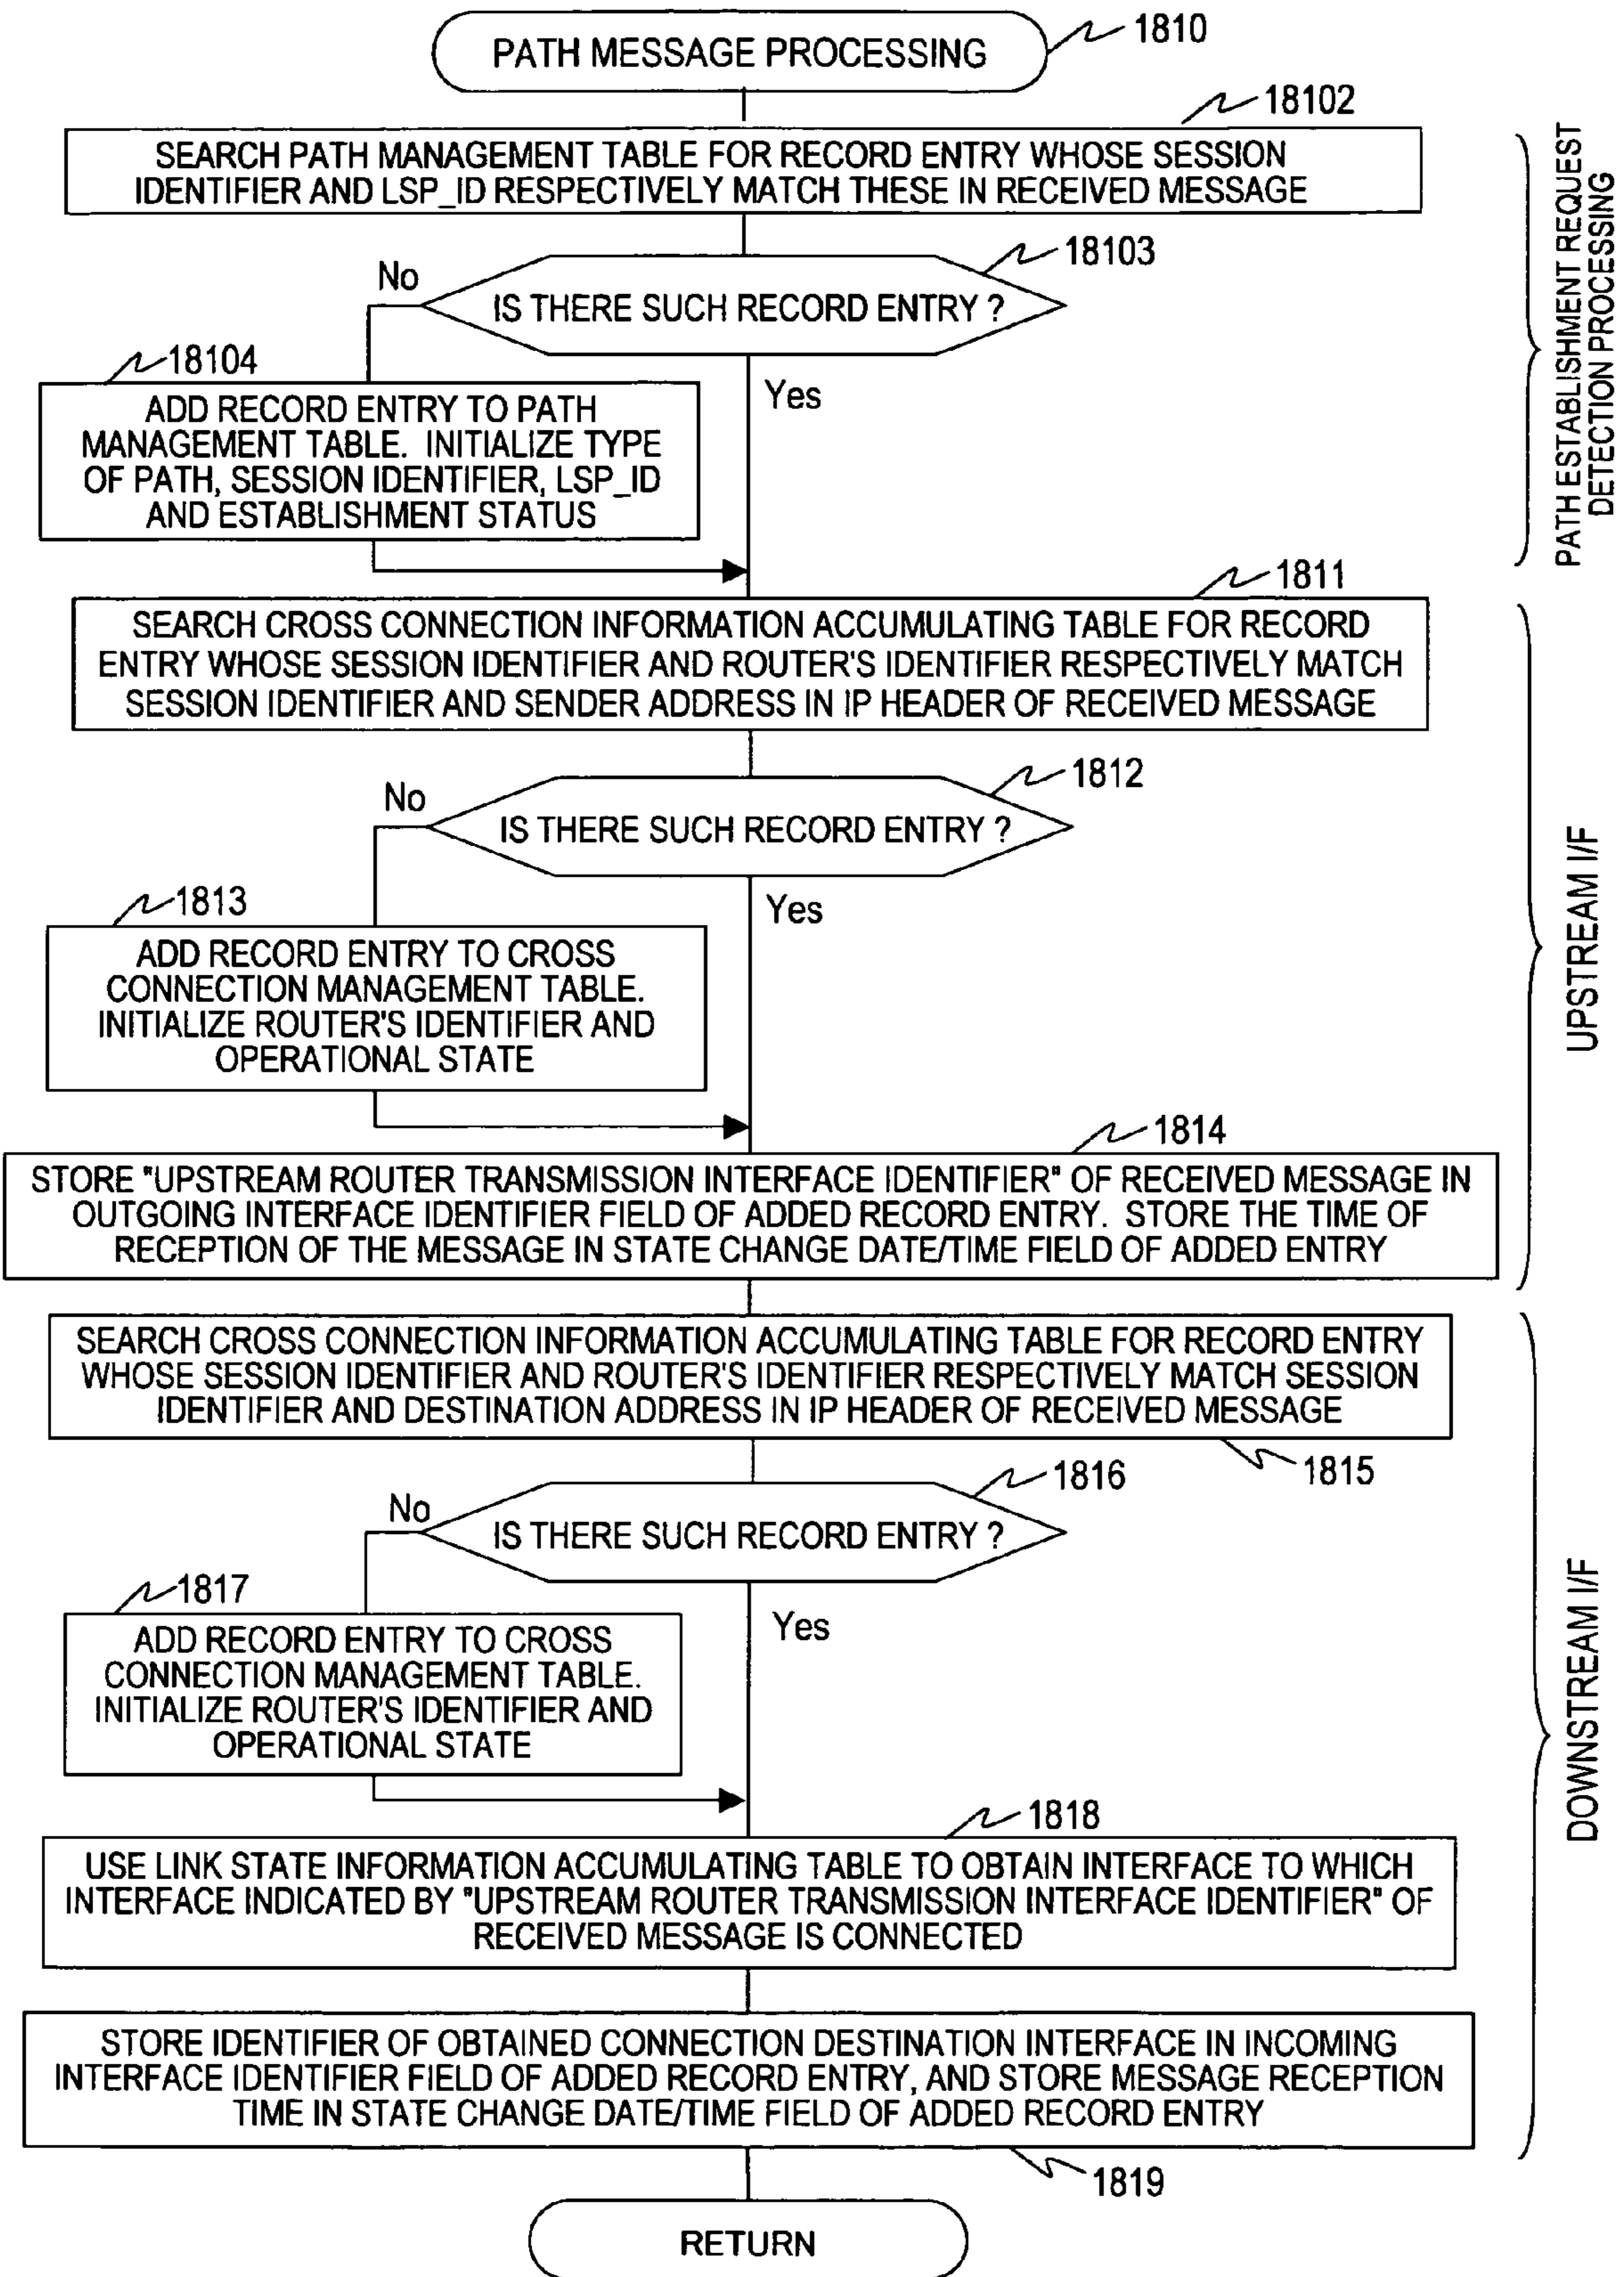 PATH MESSAGE PROCESSING
1810
18102
SEARCH PATH MANAGEMENT TABLE FOR RECORD ENTRY WHOSE SESSION
IDENTIFIER AND LSP_ID RESPECTIVELY MATCH THESE IN RECEIVED MESSAGE
18103
No
IS THERE SUCH RECORD ENTRY ?
Yes
18104
ADD RECORD ENTRY TO PATH
MANAGEMENT TABLE. INITIALIZE TYPE
OF PATH, SESSION IDENTIFIER, LSP_ID
AND ESTABLISHMENT STATUS
PATH ESTABLISHMENT REQUEST
DETECTION PROCESSING
1811
SEARCH CROSS CONNECTION INFORMATION ACCUMULATING TABLE FOR RECORD
ENTRY WHOSE SESSION IDENTIFIER AND ROUTER'S IDENTIFIER RESPECTIVELY MATCH
SESSION IDENTIFIER AND SENDER ADDRESS IN IP HEADER OF RECEIVED MESSAGE
1812
No
IS THERE SUCH RECORD ENTRY ?
Yes
1813
ADD RECORD ENTRY TO CROSS
CONNECTION MANAGEMENT TABLE.
INITIALIZE ROUTER'S IDENTIFIER AND
OPERATIONAL STATE
1814
STORE "UPSTREAM ROUTER TRANSMISSION INTERFACE IDENTIFIER" OF RECEIVED MESSAGE IN
OUTGOING INTERFACE IDENTIFIER FIELD OF ADDED RECORD ENTRY. STORE THE TIME OF
RECEPTION OF THE MESSAGE IN STATE CHANGE DATE/TIME FIELD OF ADDED ENTRY
UPSTREAM I/F
SEARCH CROSS CONNECTION INFORMATION ACCUMULATING TABLE FOR RECORD ENTRY
WHOSE SESSION IDENTIFIER AND ROUTER'S IDENTIFIER RESPECTIVELY MATCH SESSION
IDENTIFIER AND DESTINATION ADDRESS IN IP HEADER OF RECEIVED MESSAGE
1815
1816
No
IS THERE SUCH RECORD ENTRY ?
Yes
1817
ADD RECORD ENTRY TO CROSS
CONNECTION MANAGEMENT TABLE.
INITIALIZE ROUTER'S IDENTIFIER AND
OPERATIONAL STATE
1818
USE LINK STATE INFORMATION ACCUMULATING TABLE TO OBTAIN INTERFACE TO WHICH
INTERFACE INDICATED BY "UPSTREAM ROUTER TRANSMISSION INTERFACE IDENTIFIER" OF
RECEIVED MESSAGE IS CONNECTED
STORE IDENTIFIER OF OBTAINED CONNECTION DESTINATION INTERFACE IN INCOMING
INTERFACE IDENTIFIER FIELD OF ADDED RECORD ENTRY, AND STORE MESSAGE RECEPTION
TIME IN STATE CHANGE DATE/TIME FIELD OF ADDED RECORD ENTRY
1819
DOWNSTREAM I/F
RETURN